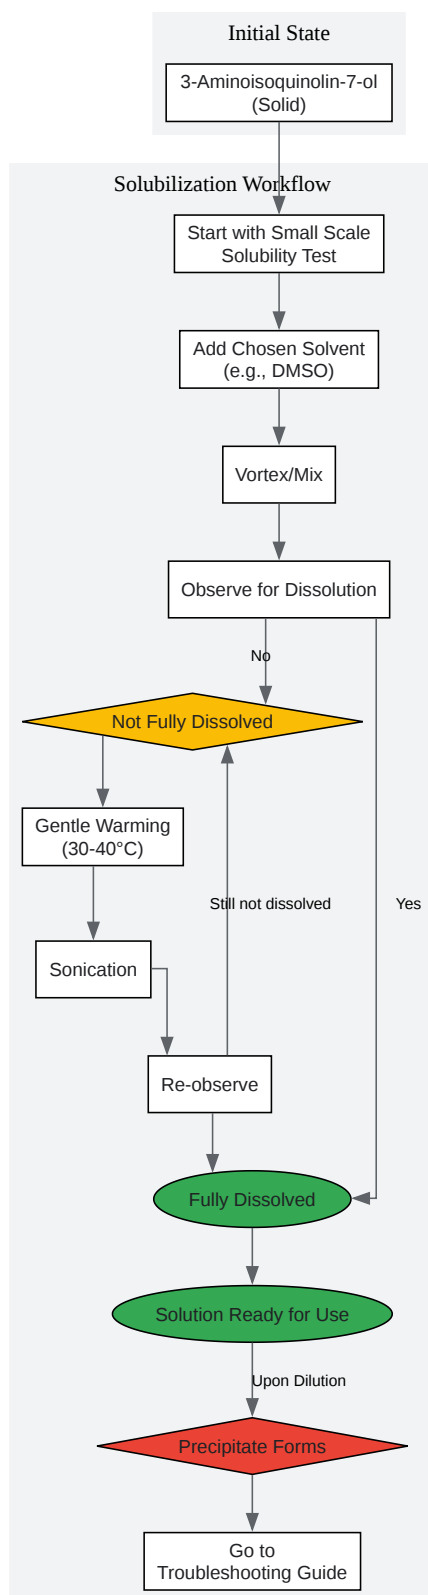 Initial State
3-Aminoisoquinolin-7-ol
(Solid)
Solubilization Workflow
Start with Small Scale
Solubility Test
Add Chosen Solvent
(e.g., DMSO)
Vortex/Mix
Observe for Dissolution
No
Not Fully Dissolved
Gentle Warming
(30-40°C)
Still not dissolved
Yes
Sonication
Re-observe
Fully Dissolved
Solution Ready for Use
Upon Dilution
Precipitate Forms
Go to
Troubleshooting Guide